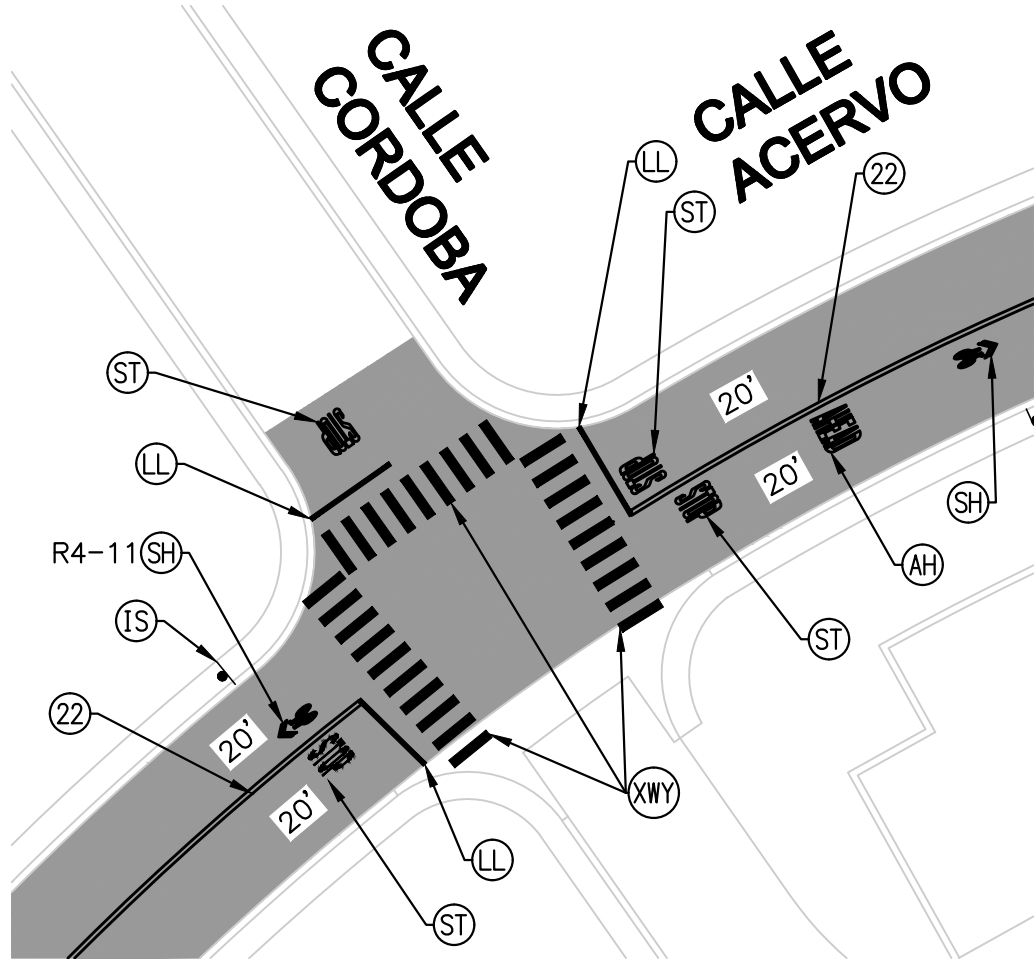 CALLE
CORDOBA
CALLE
ACERVO
LL
22
ST
ST
20'
LL
20'
SH
R4-11 SH
AH
IS
ST
22
20'
XWY
20'
LL
ST